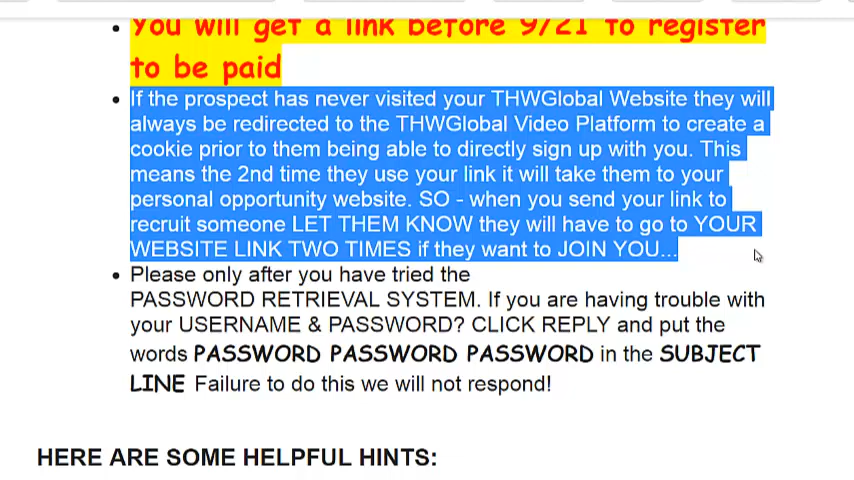 You will get a link before 9/21 to register
to be paid
If the prospect has never visited your THWGlobal Website they will
always be redirected to the THWGlobal Video Platform to create a
cookie prior to them being able to directly sign up with you. This
means the 2nd time they use your link it will take them to your
personal opportunity website. SO - when you send your link to
recruit someone LET THEM KNOW they will have to go to YOUR
WEBSITE LINK TWO TIMES if they want to JOIN YOU...
Please only after you have tried the
PASSWORD RETRIEVAL SYSTEM. If you are having trouble with
your USERNAME & PASSWORD? CLICK REPLY and put the
words PASSWORD PASSWORD PASSWORD in the SUBJECT
LINE Failure to do this we will not respond!
HERE ARE SOME HELPFUL HINTS: